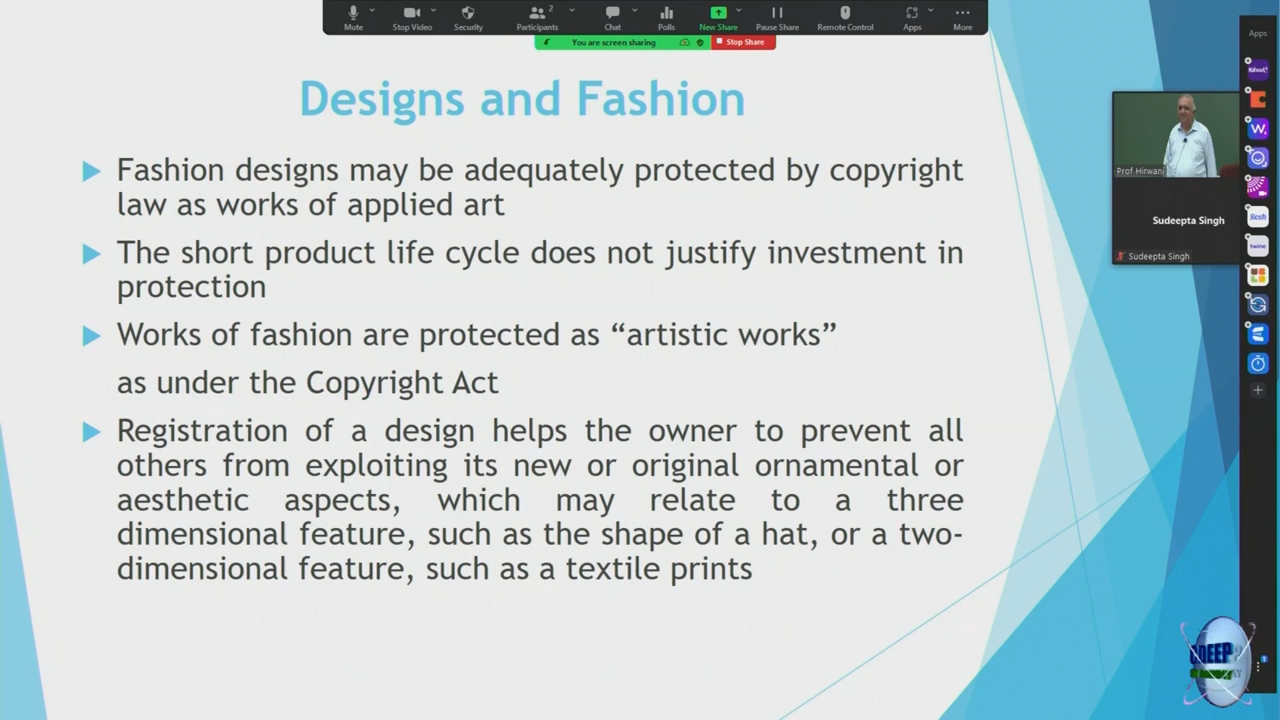 Mute
Stop Video
Security
Participants
2
Chat
Polls
New Share
Pause Share
Remote Control
Apps
More
You are screen sharing
Stop Share
Apps
Designs and Fashion
Fashion designs may be adequately protected by copyright
law as works of applied art
The short product life cycle does not justify investment in
protection
Works of fashion are protected as “artistic works”
as under the Copyright Act
Registration of a design helps the owner to prevent all
others from exploiting its new or original ornamental or
aesthetic aspects, which may relate to a three
dimensional feature, such as the shape of a hat, or a two-
dimensional feature, such as a textile prints
Prof Hirwani
Sudeepta Singh
Sudeepta Singh
Sesh
twine